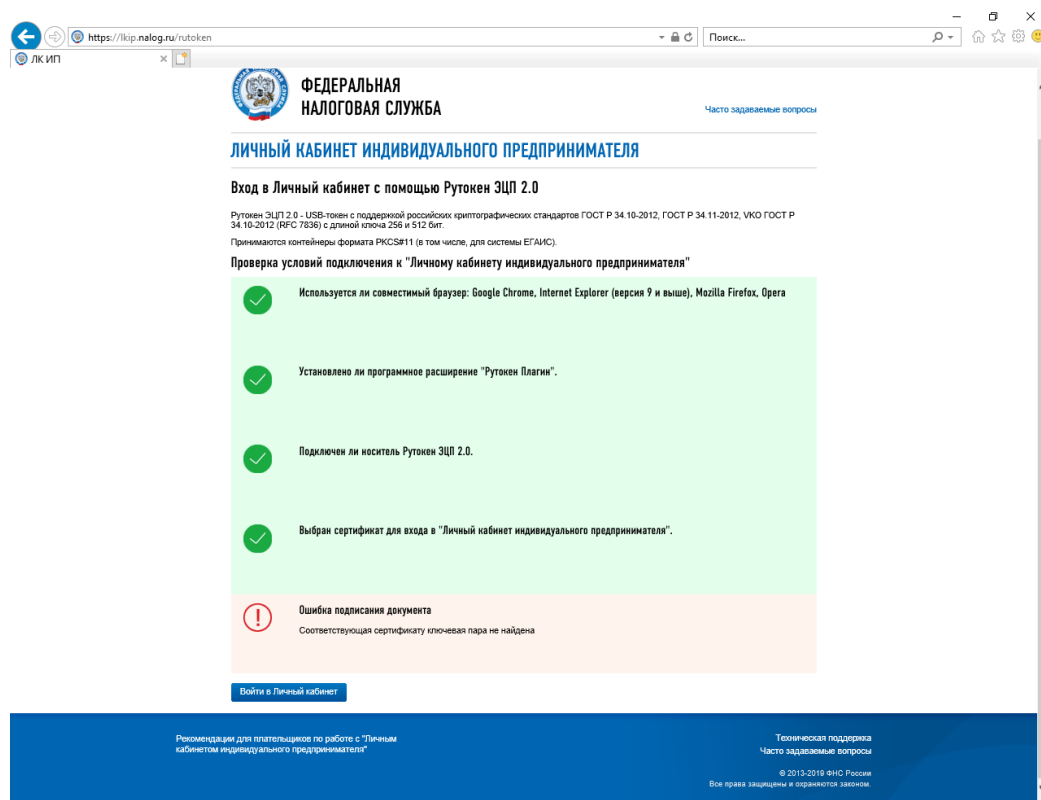 https://lkip.nalog.ru/rutoken
Поиск...
ЛК ИП
ФЕДЕРАЛЬНАЯ
НАЛОГОВАЯ СЛУЖБА
Часто задаваемые вопросы
ЛИЧНЫЙ КАБИНЕТ ИНДИВИДУАЛЬНОГО ПРЕДПРИНИМАТЕЛЯ
Вход в Личный кабинет с помощью Рутокен ЭЦП 2.0
Рутокен ЭЦП 2.0 - USB-токен с поддержкой российских криптографических стандартов ГОСТ Р 34.10-2012, ГОСТ Р 34.11-2012, VKO ГОСТ Р
34.10-2012 (RFC 7836) с длиной ключа 256 и 512 бит.
Принимаются контейнеры формата PKCS#11 (в том числе, для системы ЕГАИС).
Проверка условий подключения к "Личному кабинету индивидуального предпринимателя"
Используется ли совместимый браузер: Google Chrome, Internet Explorer (версия 9 и выше), Mozilla Firefox, Opera
Установлено ли программное расширение "Рутокен Плагин".
Подключен ли носитель Рутокен ЭЦП 2.0.
Выбран сертификат для входа в "Личный кабинет индивидуального предпринимателя".
Ошибка подписания документа
Соответствующая сертификату ключевая пара не найдена
Войти в Личный кабинет
Рекомендации для плательщиков по работе с "Личным
кабинетом индивидуального предпринимателя"
Техническая поддержка
Часто задаваемые вопросы
© 2013-2019 ФНС России
Все права защищены и охраняются законом.